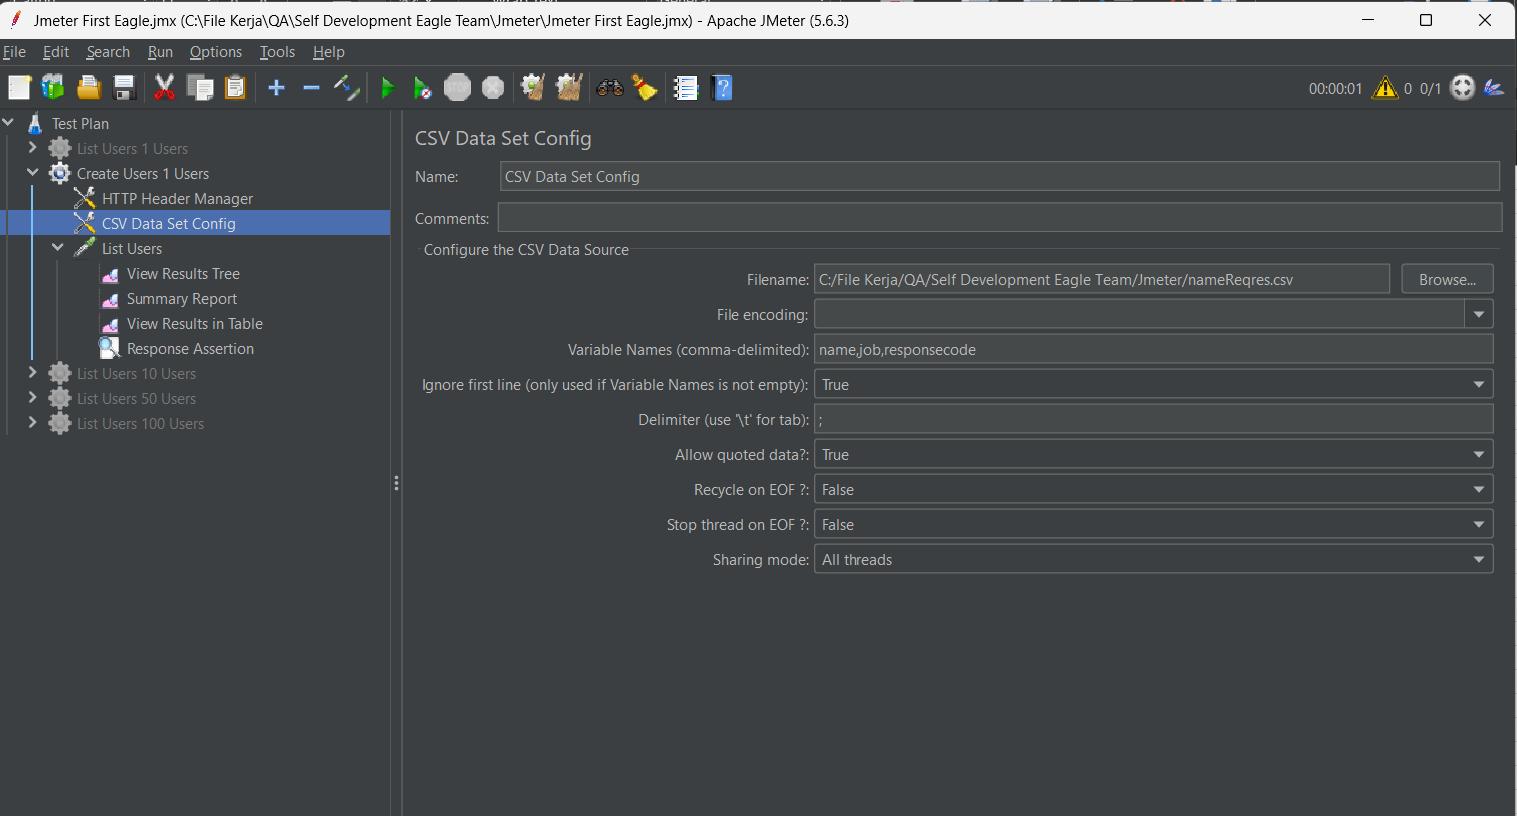 Jmeter First Eagle.jmx (C:\File Kerja\QA\Self Development Eagle Team\Jmeter\Jmeter First Eagle.jmx) - Apache JMeter (5.6.3)
File Edit Search Run Options Tools Help
STOP
00:00:01 0 0/1
Test Plan
List Users 1 Users
Create Users 1 Users
HTTP Header Manager
CSV Data Set Config
List Users
View Results Tree
Summary Report
View Results in Table
Response Assertion
List Users 10 Users
List Users 50 Users
List Users 100 Users
CSV Data Set Config
Name: CSV Data Set Config
Comments:
Configure the CSV Data Source
Filename: C:/File Kerja/QA/Self Development Eagle Team/Jmeter/nameReqres.csv Browse...
File encoding:
Variable Names (comma-delimited): name,job,responsecode
Ignore first line (only used if Variable Names is not empty): True
Delimiter (use '\t' for tab): ;
Allow quoted data?: True
Recycle on EOF ?: False
Stop thread on EOF ?: False
Sharing mode: All threads